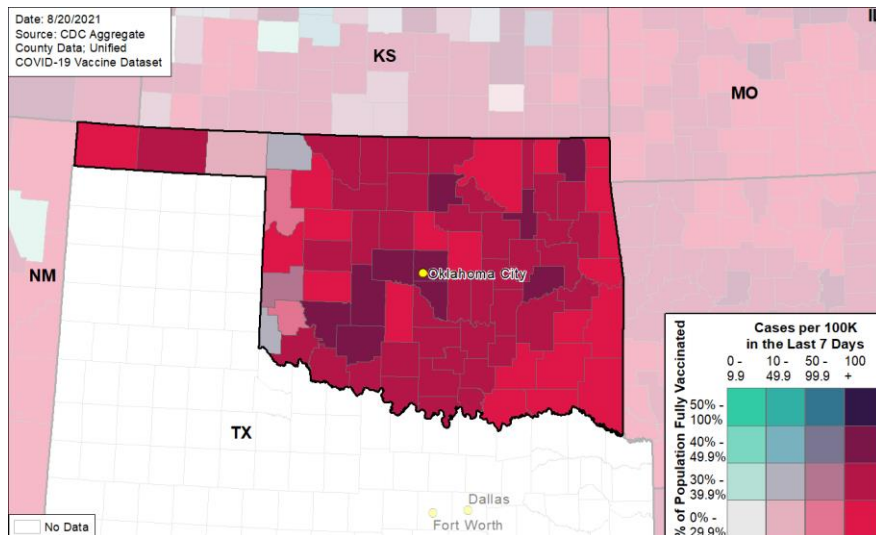 Date: 8/20/2021
Source: CDC Aggregate
County Data; Unified
COVID-19 Vaccine Dataset
KS
MO
Oklahoma City
NM
TX
Dallas
Fort Worth
No Data
Cases per 100K
in the Last 7 Days
0 - 10 - 50 - 100
9.9 49.9 99.9 +
% of Population Fully Vaccinated
50% -
100%
40% -
49.9%
30% -
39.9%
0% -
29.9%